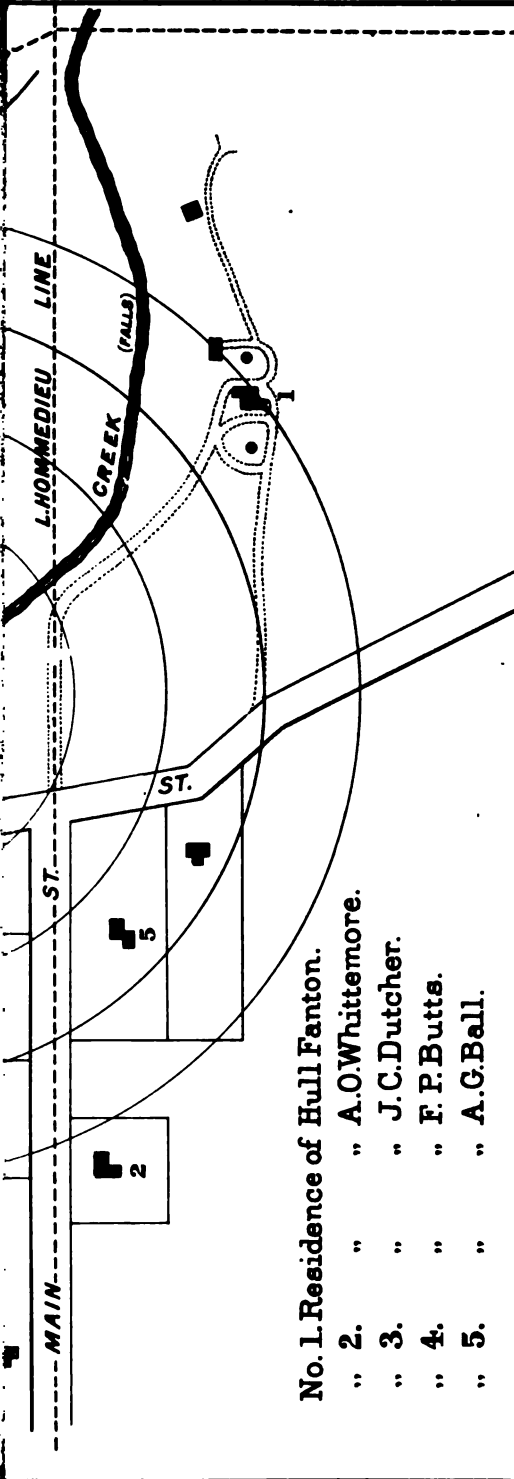 L.HOMMEDIEU LINE
CREEK
(FALLS)
1
ST.
MAIN ST.
5
2
No. 1. Residence of Hull Fanton.
„ 2. „ „ A.O.Whittemore.
„ 3. „ „ J.C.Dutcher.
„ 4. „ „ F.P.Butts.
„ 5. „ „ A.G.Ball.